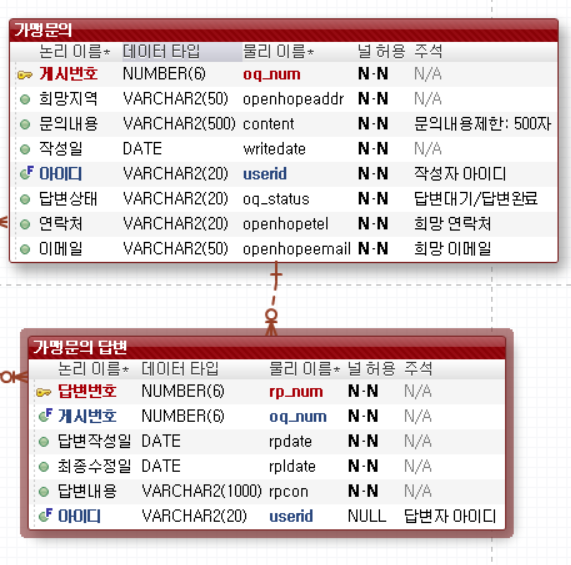 가맹문의
논리 이름* 데이터 타입 물리 이름* 널 허용 주석
게시번호 NUMBER(6) oq_num N-N N/A
희망지역 VARCHAR2(50) openhopeaddr N-N N/A
문의내용 VARCHAR2(500) content N-N 문의내용제한: 500자
작성일 DATE writedate N-N N/A
F 아이디 VARCHAR2(20) userid N-N 작성자 아이디
답변상태 VARCHAR2(20) oq_status N-N 답변대기/답변완료
연락처 VARCHAR2(20) openhopetel N-N 희망 연락처
이메일 VARCHAR2(50) openhopeemail N-N 희망 이메일
가맹문의 답변
논리 이름* 데이터 타입 물리 이름* 널 허용 주석
답변번호 NUMBER(6) rp_num N-N N/A
F 게시번호 NUMBER(6) oq_num N-N N/A
답변작성일 DATE rpdate N-N N/A
최종수정일 DATE rpldate N-N N/A
답변내용 VARCHAR2(1000) rpcon N-N N/A
F 아이디 VARCHAR2(20) userid NULL 답변자 아이디